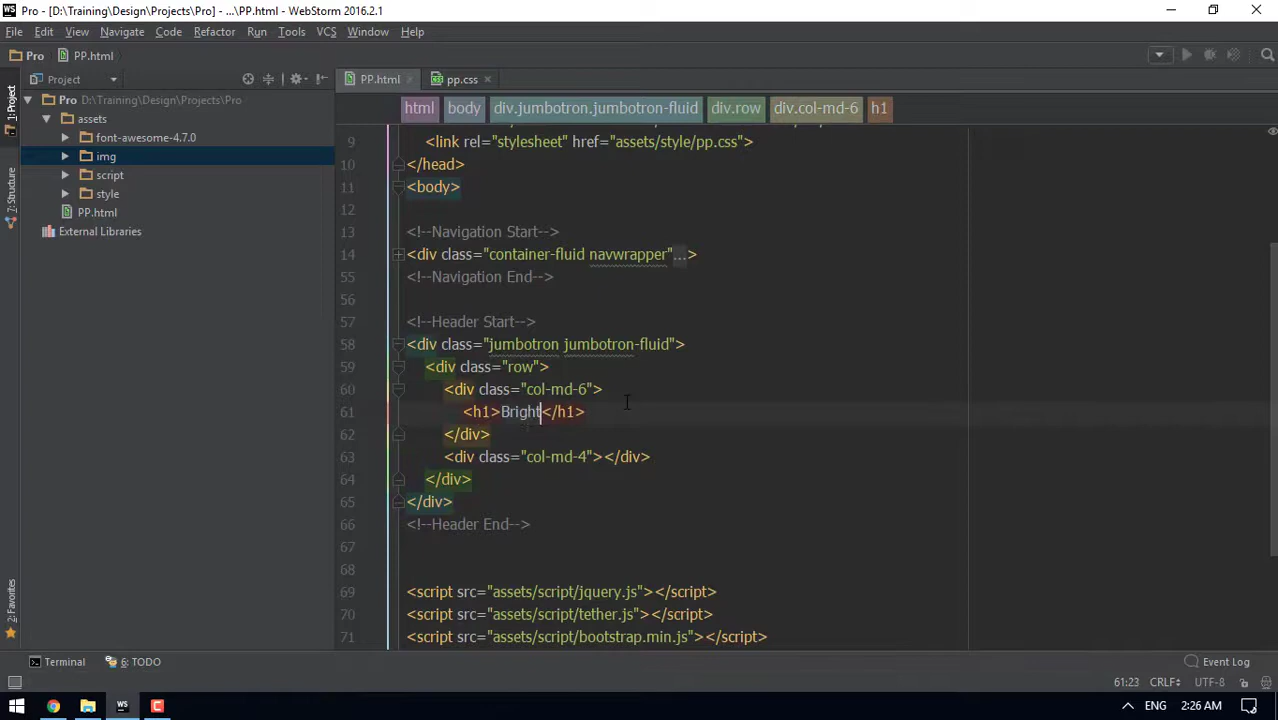 Pro - [D:\Training\Design\Projects\Pro] - ...\PP.html] - WebStorm 2016.2.1
File Edit View Navigate Code Refactor Run Tools VCS Window Help
Pro PP.html
1: Project
7: Structure
2: Favorites
Project
Pro D:\Training\Design\Projects\Pro
assets
font-awesome-4.7.0
img
script
style
PP.html
External Libraries
PP.html pp.css
html body div.jumbotron.jumbotron-fluid div.row div.col-md-6 h1
9 <link rel="stylesheet" href="assets/style/pp.css">
10 </head>
11 <body>
12
13 <!--Navigation Start-->
14 <div class="container-fluid navwrapper"...>
55 <!--Navigation End-->
56
57 <!--Header Start-->
58 <div class="jumbotron jumbotron-fluid">
59 <div class="row">
60 <div class="col-md-6">
61 <h1>Bright</h1>
62 </div>
63 <div class="col-md-4"></div>
64 </div>
65 </div>
66 <!--Header End-->
67
68
69 <script src="assets/script/jquery.js"></script>
70 <script src="assets/script/tether.js"></script>
71 <script src="assets/script/bootstrap.min.js"></script>
Terminal 6: TODO Event Log
61:23 CRLF UTF-8
WS C ENG 2:26 AM